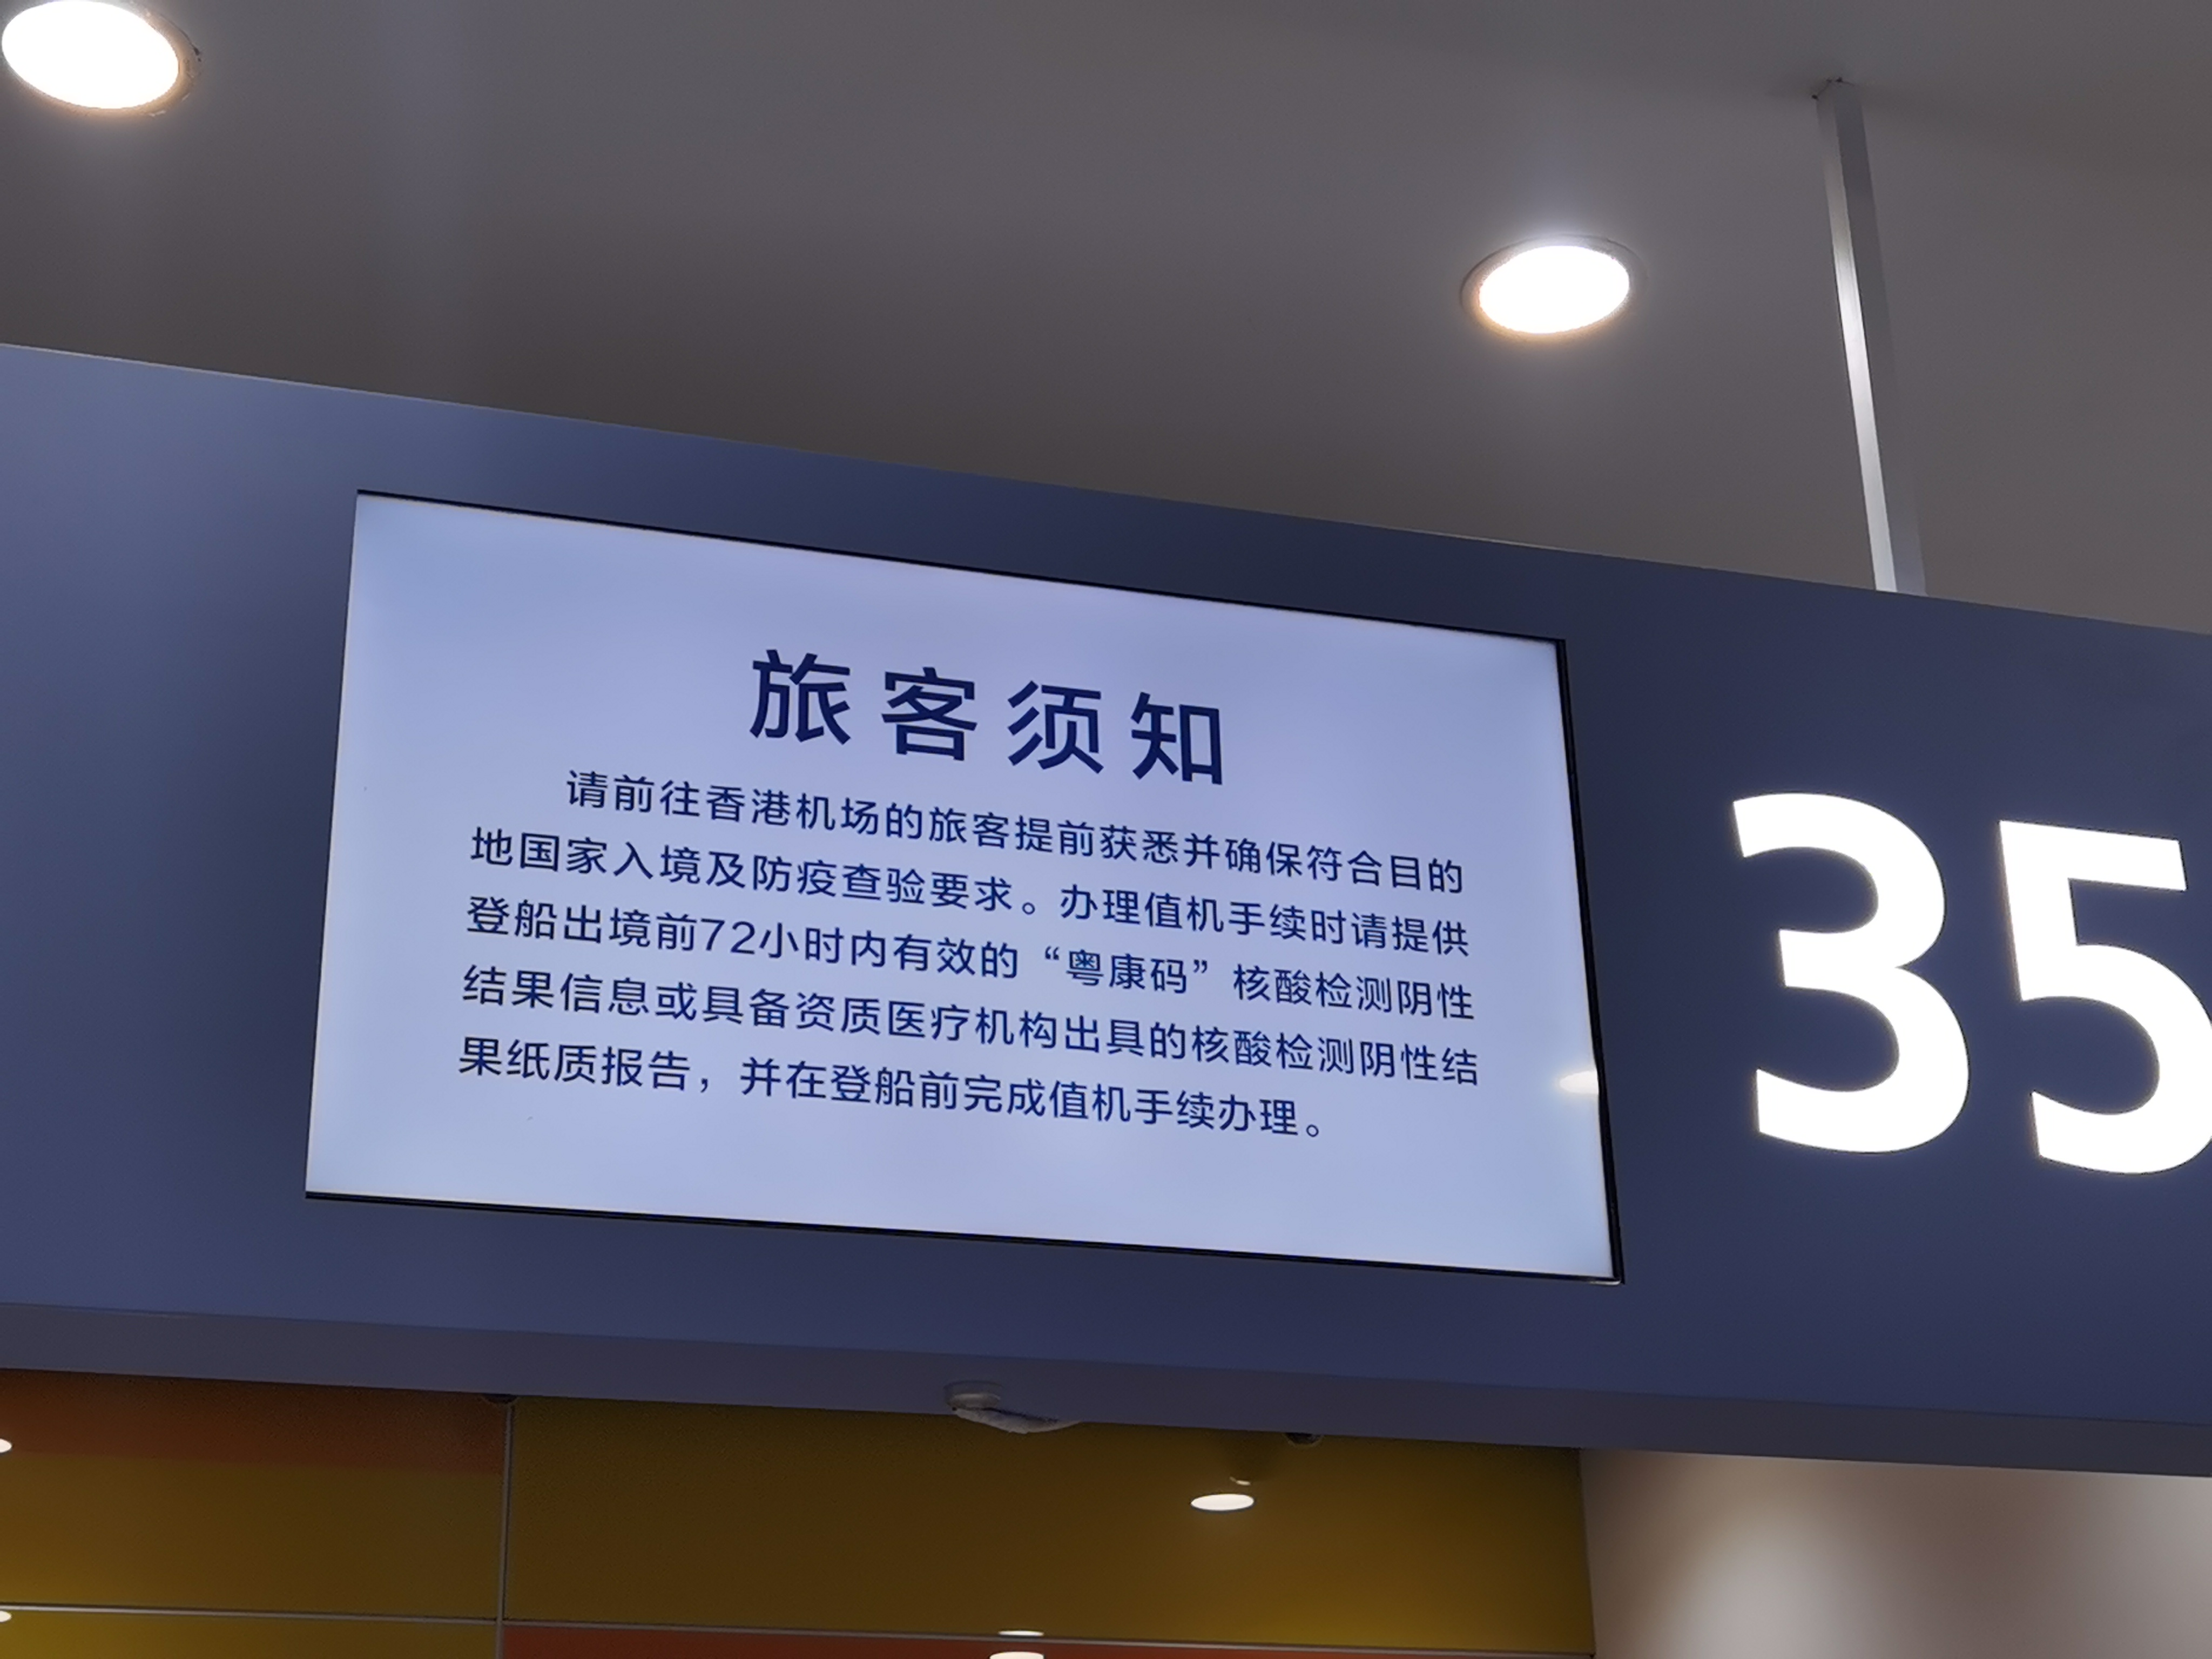 旅客须知
请前往香港机场的旅客提前获悉并确保符合目的
地国家入境及防疫查验要求。办理值机手续时请提供
登船出境前72小时内有效的“粤康码”核酸检测阴性
结果信息或具备资质医疗机构出具的核酸检测阴性结
果纸质报告，并在登船前完成值机手续办理。
35